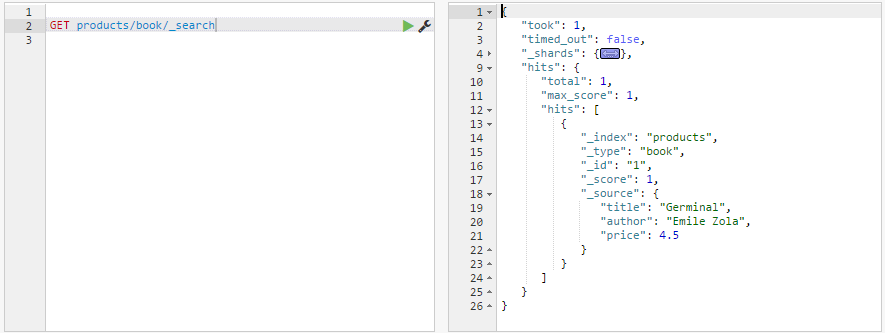 1
2 GET products/book/_search
3
1 {
2 "took": 1,
3 "timed_out": false,
4 "_shards": {},
9 "hits": {
10 "total": 1,
11 "max_score": 1,
12 "hits": [
13 {
14 "_index": "products",
15 "_type": "book",
16 "_id": "1",
17 "_score": 1,
18 "_source": {
19 "title": "Germinal",
20 "author": "Emile Zola",
21 "price": 4.5
22 }
23 }
24 ]
25 }
26 }